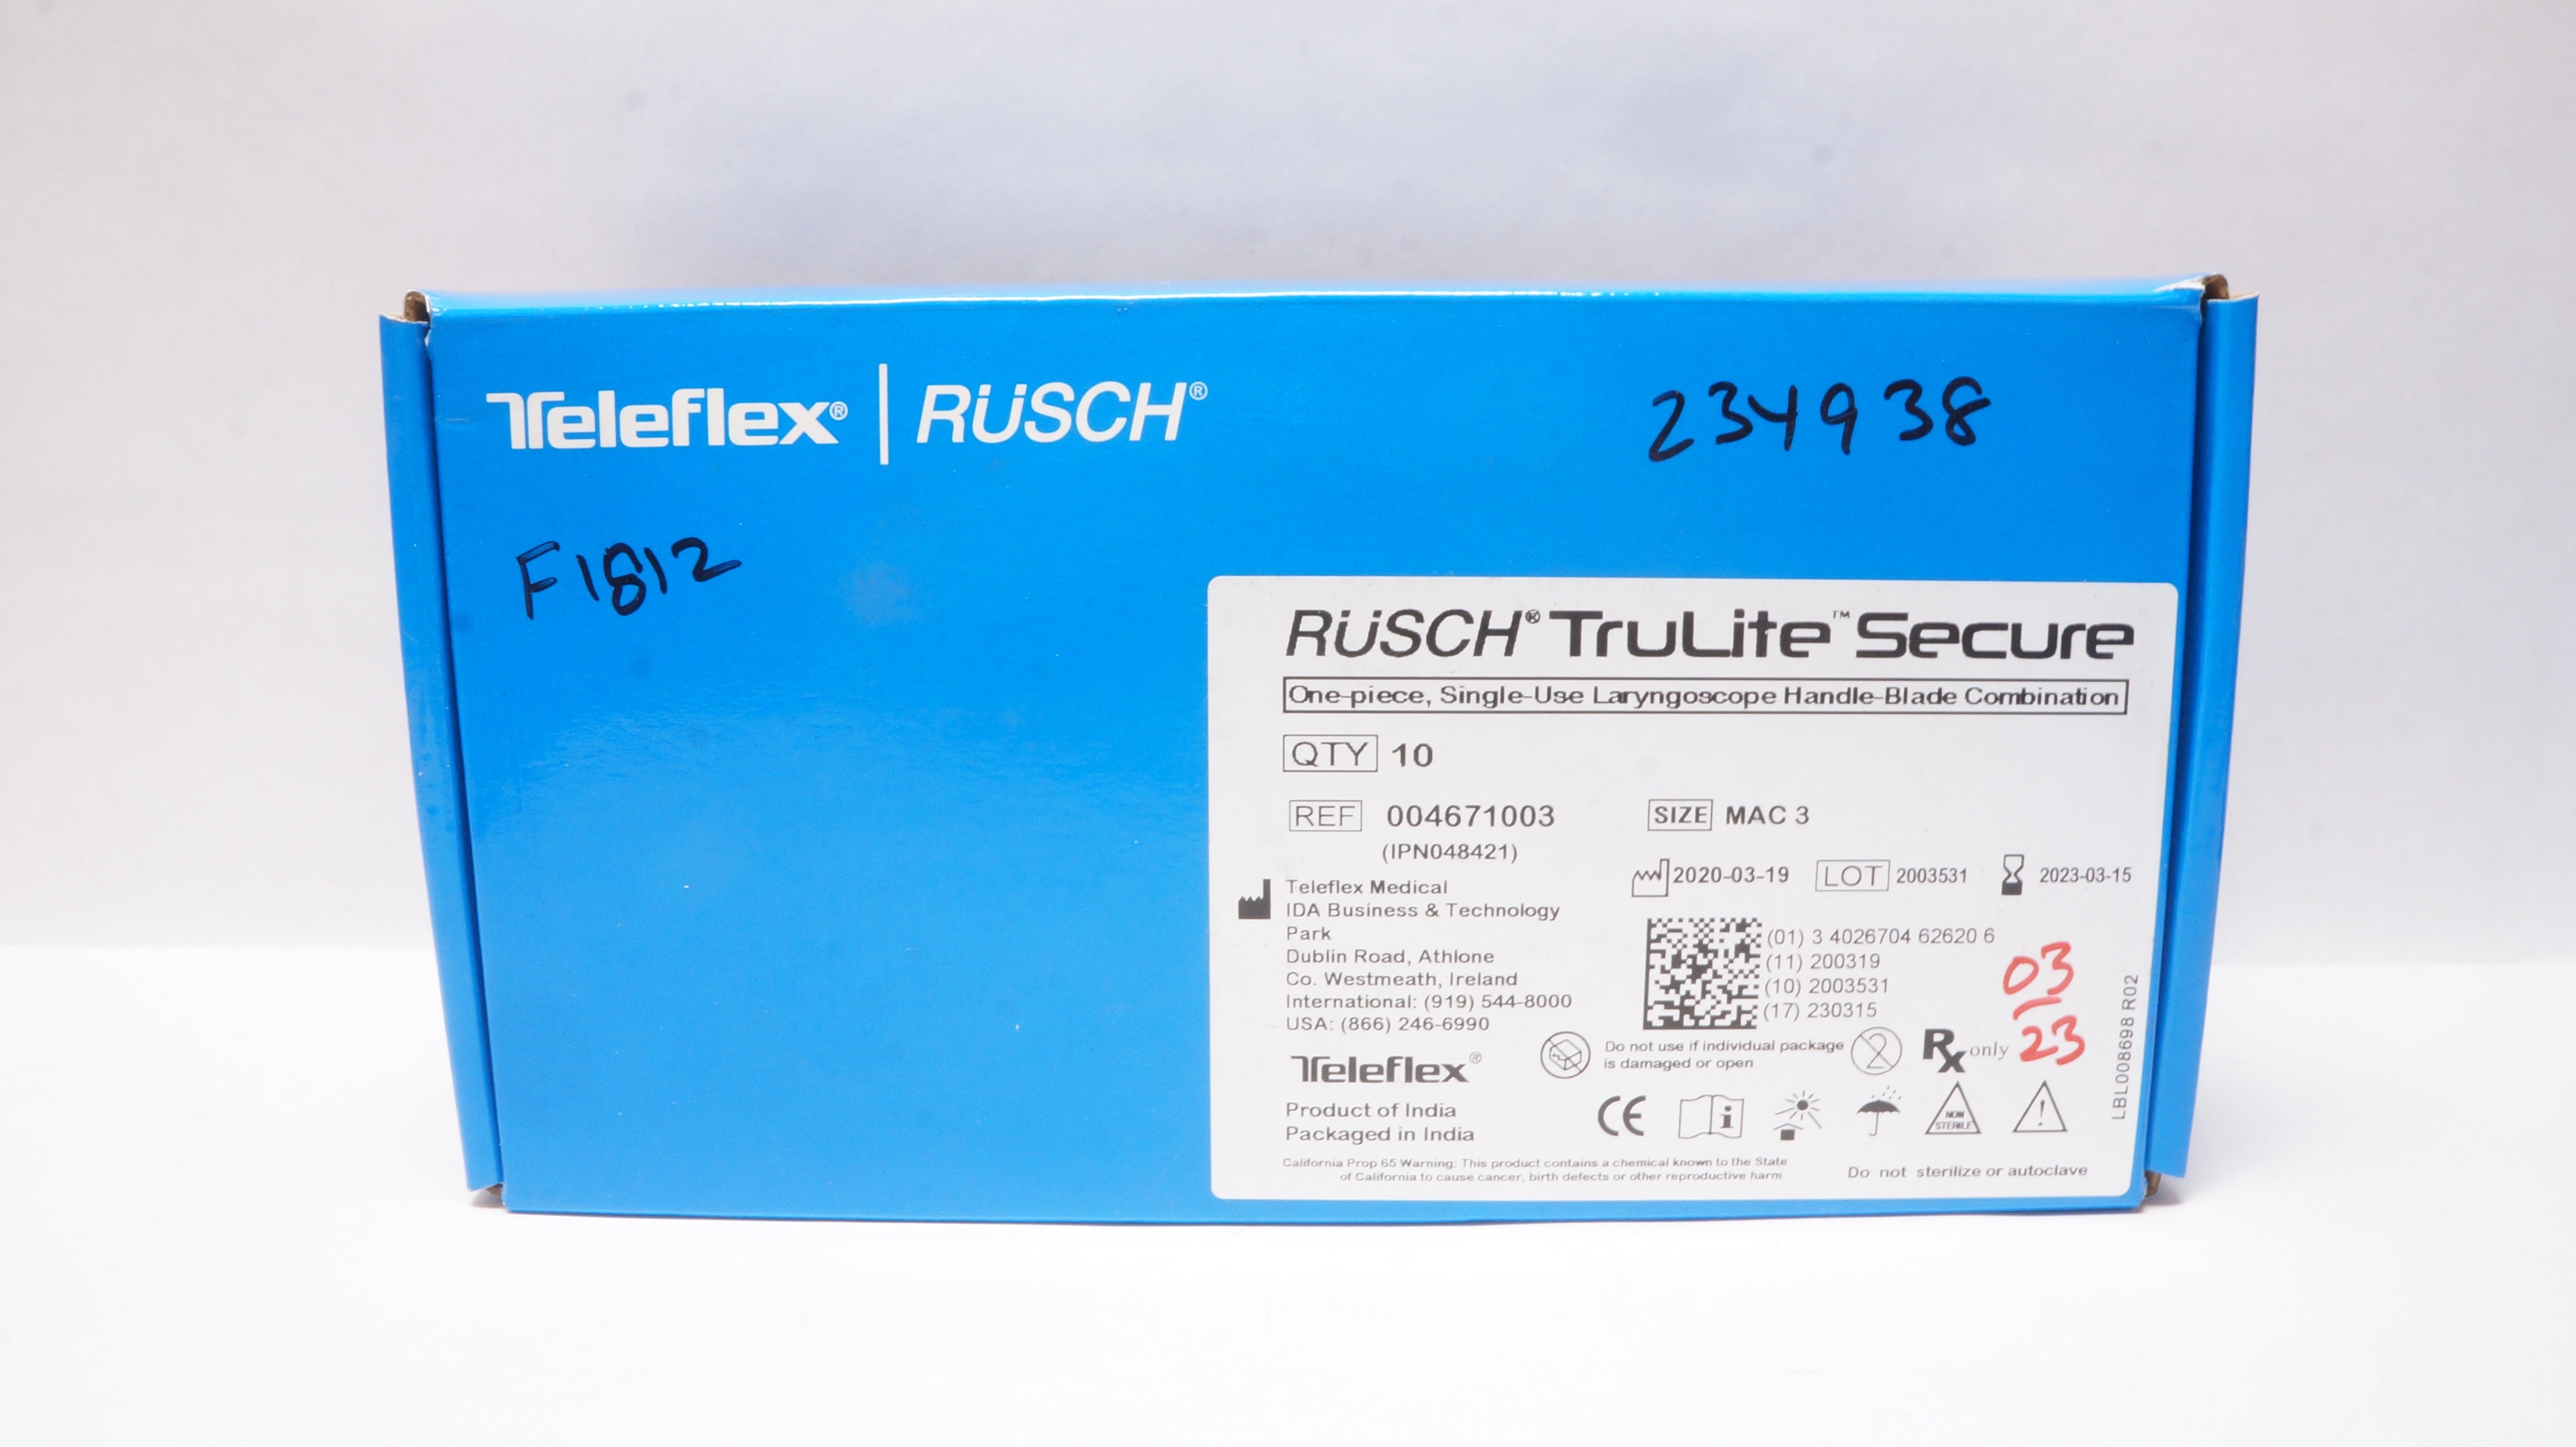 Teleflex® | RÜSCH®
234938
F1812
RÜSCH® TruLite™ Secure
One-piece, Single-Use Laryngoscope Handle-Blade Combination
QTY 10
REF 004671003
(IPN048421)
SIZE MAC 3
2020-03-19 LOT 2003531 2023-03-15
Teleflex Medical
IDA Business & Technology
Park
Dublin Road, Athlone
Co. Westmeath, Ireland
International: (919) 544-8000
USA: (866) 246-6990
(01) 3 4026704 62620 6
(11) 200319
(10) 2003531
(17) 230315
03
23
Teleflex®
Do not use if individual package
is damaged or open
2
Rx only
Product of India
Packaged in India
CE
i
NON
STERILE
!
California Prop 65 Warning: This product contains a chemical known to the State
of California to cause cancer, birth defects or other reproductive harm.
Do not sterilize or autoclave
LBL008698 R02